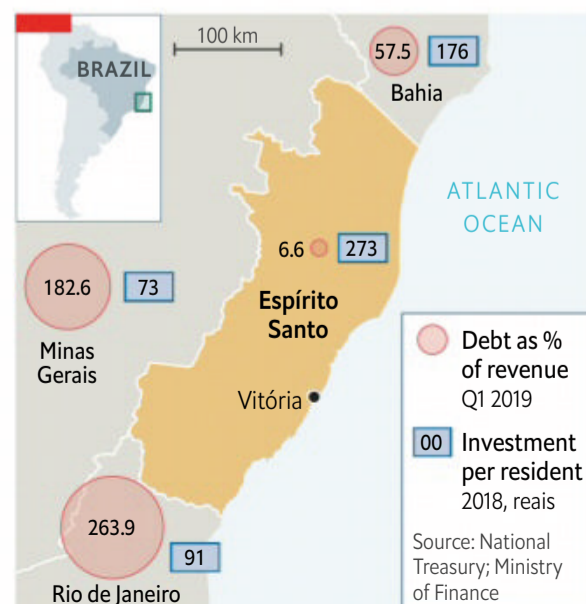 BRAZIL
100 km
57.5
176
Bahia
ATLANTIC
OCEAN
6.6
273
Espírito
Santo
182.6
73
Minas
Gerais
Vitória
263.9
91
Rio de Janeiro
Debt as %
of revenue
Q1 2019
00
Investment
per resident
2018, reais
Source: National
Treasury; Ministry
of Finance